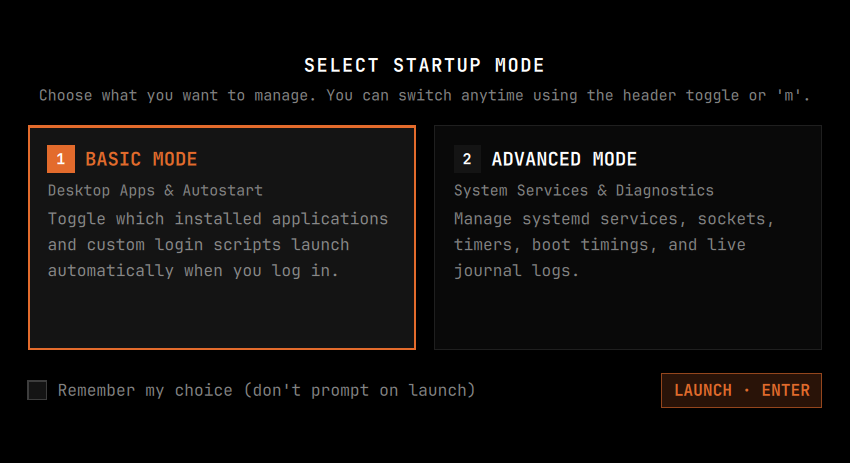 SELECT STARTUP MODE
Choose what you want to manage. You can switch anytime using the header toggle or 'm'.
1 BASIC MODE
Desktop Apps & Autostart
Toggle which installed applications
and custom login scripts launch
automatically when you log in.
2 ADVANCED MODE
System Services & Diagnostics
Manage systemd services, sockets,
timers, boot timings, and live
journal logs.
Remember my choice (don't prompt on launch)
LAUNCH · ENTER